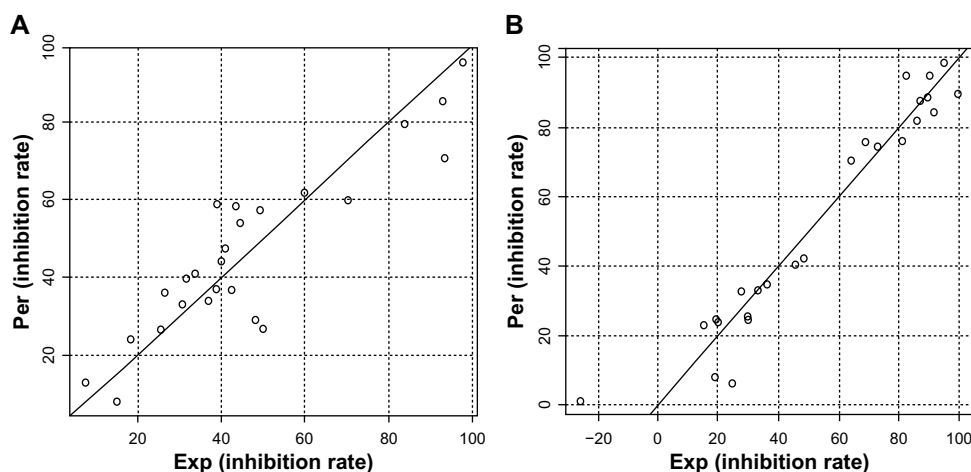 A
100
80
60
40
20
Per (inhibition rate)
20 40 60 80 100
Exp (inhibition rate)
B
100
80
60
40
20
0
Per (inhibition rate)
−20 0 20 40 60 80 100
Exp (inhibition rate)